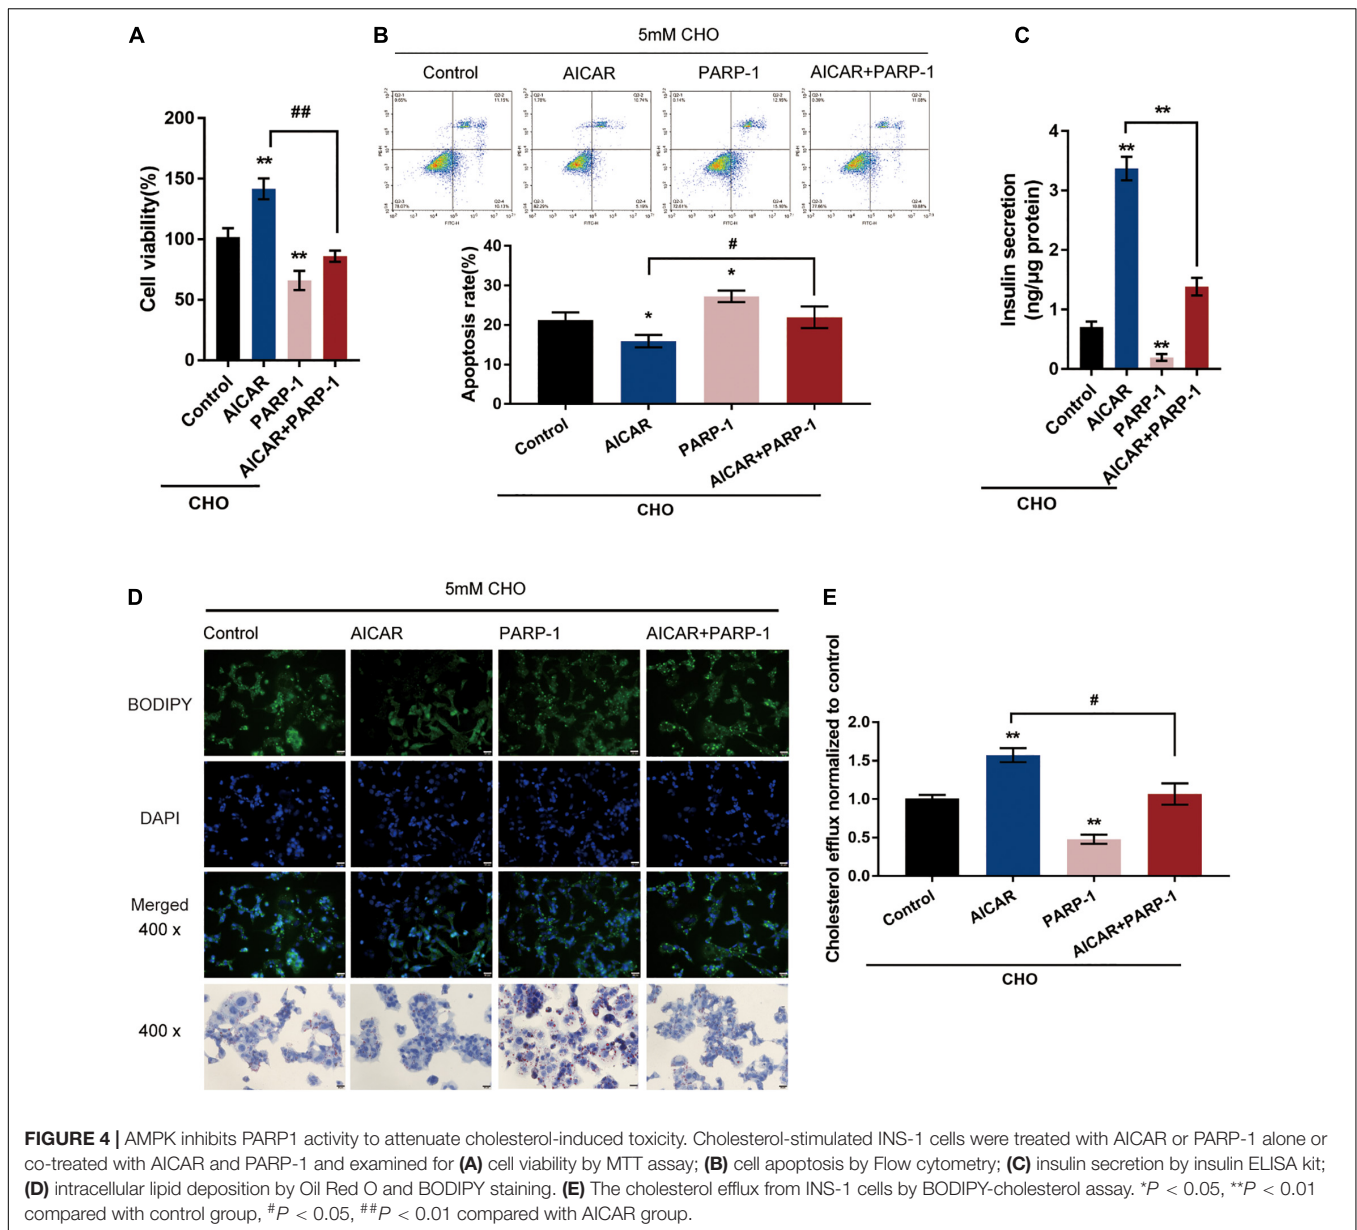 A
Cell viability(%)
200
150
100
50
0
**
**
##
Control
AICAR
PARP-1
AICAR+PARP-1
CHO
B
5mM CHO
Control
AICAR
PARP-1
AICAR+PARP-1
FITC-H
FITC-H
FITC-H
FITC-H
Apoptosis rate(%)
40
30
20
10
0
*
*
#
Control
AICAR
PARP-1
AICAR+PARP-1
CHO
C
Insulin secretion
(ng/µg protein)
4
3
2
1
0
**
**
**
Control
AICAR
PARP-1
AICAR+PARP-1
CHO
D
5mM CHO
Control
AICAR
PARP-1
AICAR+PARP-1
BODIPY
DAPI
Merged
400 x
400 x
E
Cholesterol efflux normalized to control
2.0
1.5
1.0
0.5
0.0
**
**
#
Control
AICAR
PARP-1
AICAR+PARP-1
CHO
FIGURE 4 | AMPK inhibits PARP1 activity to attenuate cholesterol-induced toxicity. Cholesterol-stimulated INS-1 cells were treated with AICAR or PARP-1 alone or
co-treated with AICAR and PARP-1 and examined for (A) cell viability by MTT assay; (B) cell apoptosis by Flow cytometry; (C) insulin secretion by insulin ELISA kit;
(D) intracellular lipid deposition by Oil Red O and BODIPY staining. (E) The cholesterol efflux from INS-1 cells by BODIPY-cholesterol assay. *P < 0.05, **P < 0.01
compared with control group, #P < 0.05, ##P < 0.01 compared with AICAR group.